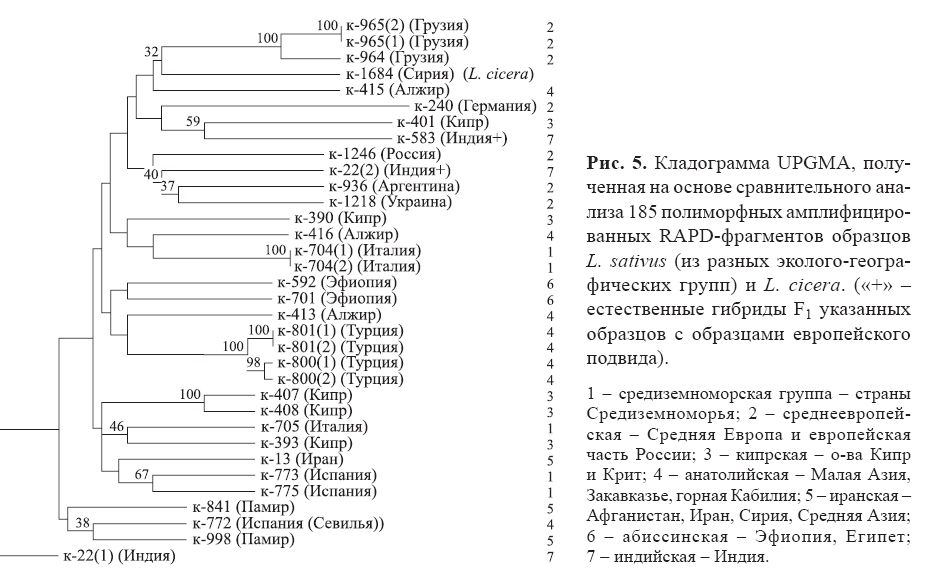 100 к-965(2) (Грузия) 2
100 к-965(1) (Грузия) 2
к-964 (Грузия) 2
32 к-1684 (Сирия) (L. cicera)
к-415 (Алжир) 4
к-240 (Германия) 2
59 к-401 (Кипр) 3
к-583 (Индия+) 7
к-1246 (Россия) 2
40 к-22(2) (Индия+) 7
37 к-936 (Аргентина) 2
к-1218 (Украина) 2
к-390 (Кипр) 3
к-416 (Алжир) 4
100 к-704(1) (Италия) 1
к-704(2) (Италия) 1
к-592 (Эфиопия) 6
к-701 (Эфиопия) 6
к-413 (Алжир) 4
100 к-801(1) (Турция) 4
100 к-801(2) (Турция) 4
98 к-800(1) (Турция) 4
к-800(2) (Турция) 4
100 к-407 (Кипр) 3
к-408 (Кипр) 3
46 к-705 (Италия) 1
к-393 (Кипр) 3
к-13 (Иран) 5
67 к-773 (Испания) 1
к-775 (Испания) 1
к-841 (Памир) 5
38 к-772 (Испания (Севилья)) 4
к-998 (Памир) 5
к-22(1) (Индия) 7
Рис. 5. Кладограмма UPGMA, полу-
ченная на основе сравнительного ана-
лиза 185 полиморфных амплифициро-
ванных RAPD-фрагментов образцов
L. sativus (из разных эколого-геогра-
фических групп) и L. cicera. («+» –
естественные гибриды F1 указанных
образцов с образцами европейского
подвида).
1 – средиземноморская группа – страны
Средиземноморья; 2 – среднеевропей-
ская – Средняя Европа и европейская
часть России; 3 – кипрская – о-ва Кипр
и Крит; 4 – анатолийская – Малая Азия,
Закавказье, горная Кабилия; 5 – иранская –
Афганистан, Иран, Сирия, Средняя Азия;
6 – абиссинская – Эфиопия, Египет;
7 – индийская – Индия.